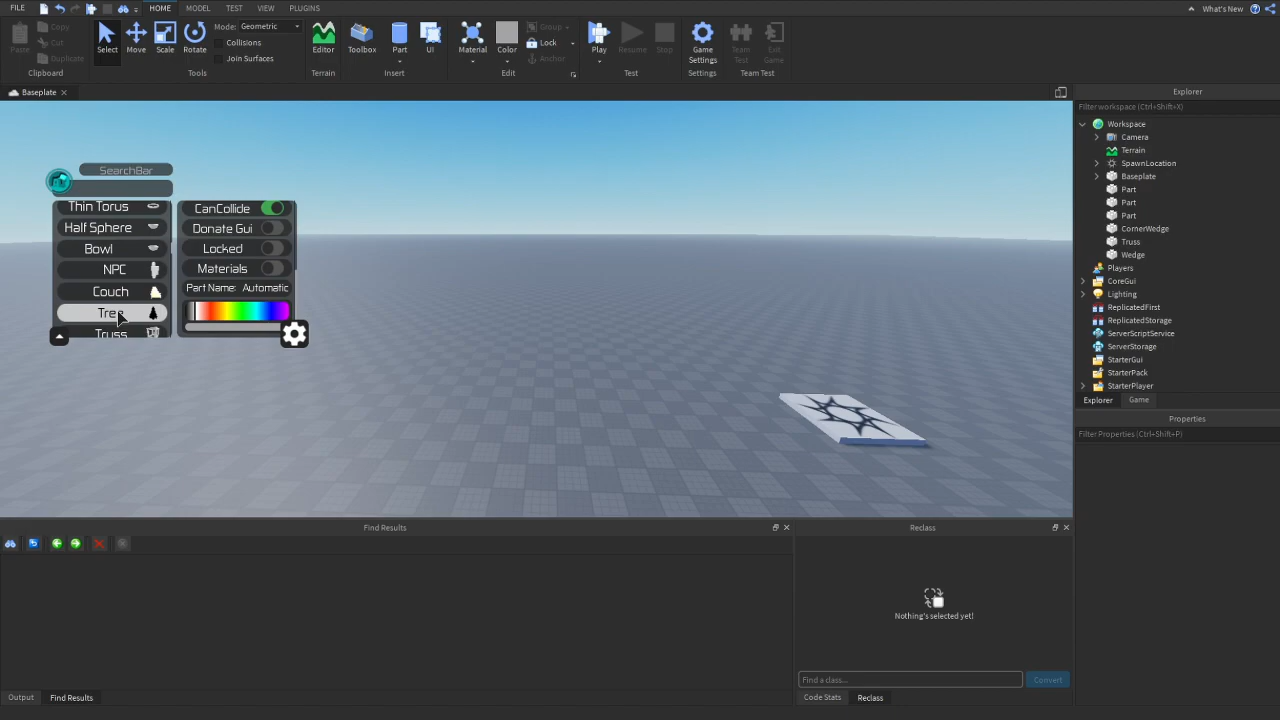 FILE
HOME
MODEL
TEST
VIEW
PLUGINS
What's New
Paste
Copy
Cut
Duplicate
Clipboard
Select
Move
Scale
Rotate
Mode: Geometric
Collisions
Join Surfaces
Tools
Editor
Terrain
Toolbox
Part
UI
Insert
Material
Color
Group
Lock
Anchor
Edit
Play
Resume
Stop
Test
Game
Settings
Settings
Team
Test
Exit
Game
Team Test
Baseplate
SearchBar
Thin Torus
Half Sphere
Bowl
NPC
Couch
Tree
Truss
CanCollide
Donate Gui
Locked
Materials
Part Name: Automatic
Explorer
Filter workspace (Ctrl+Shift+X)
Workspace
Camera
Terrain
SpawnLocation
Baseplate
Part
Part
Part
CornerWedge
Truss
Wedge
Players
CoreGui
Lighting
ReplicatedFirst
ReplicatedStorage
ServerScriptService
ServerStorage
StarterGui
StarterPack
StarterPlayer
Explorer
Game
Properties
Filter Properties (Ctrl+Shift+P)
Find Results
Output
Find Results
Reclass
Nothing's selected yet!
Find a class...
Convert
Code Stats
Reclass